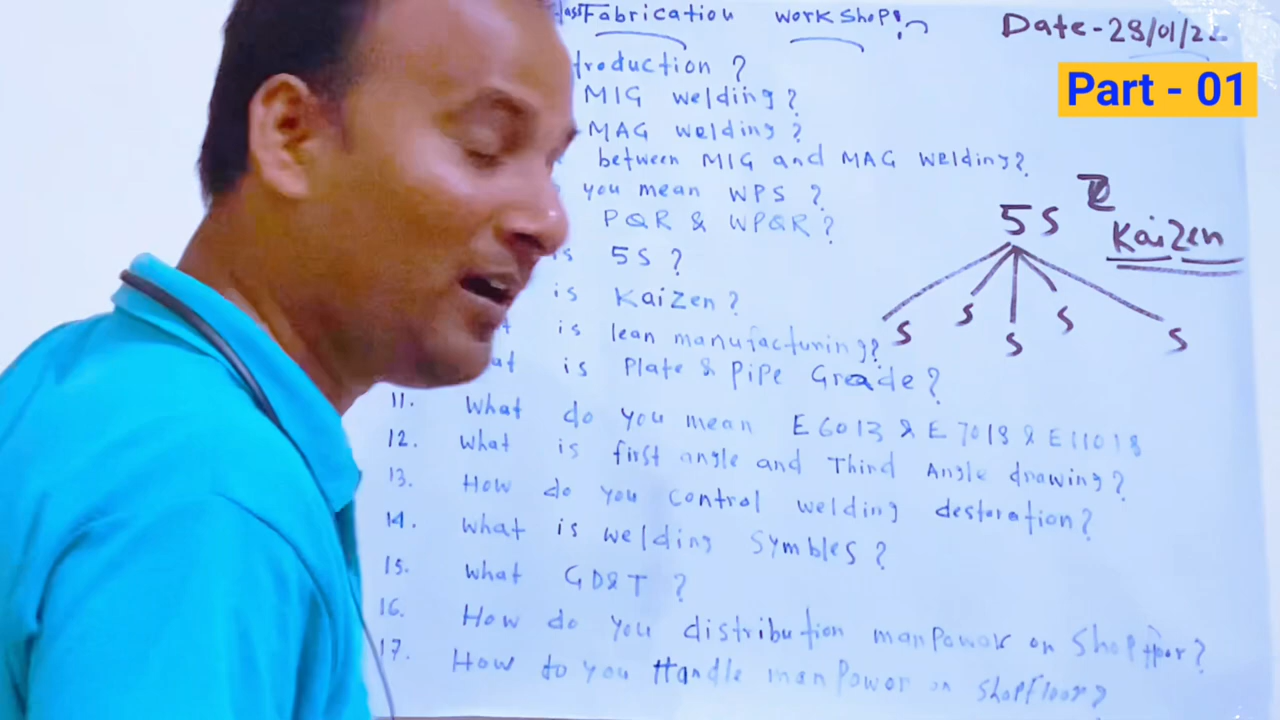 Fabrication workshop!
Date-28/01/22
Part - 01
troduction ?
MIG welding ?
MAG welding ?
between MIG and MAG welding ?
you mean WPS ?
PQR & WPQR ?
is 5S ?
is Kaizen ?
is lean manufacturing ?
at is Plate & Pipe Grade ?
11. What do you mean E6013 & E7018 & E11018
12. What is first angle and Third Angle drawing ?
13. How do you control welding destoration ?
14. What is welding Symbles ?
15. What GD&T ?
16. How do you distribution manpower on Shopfloor ?
17. How to you Handle manpower on shopfloor ?
5S
Kaizen
S S S S S